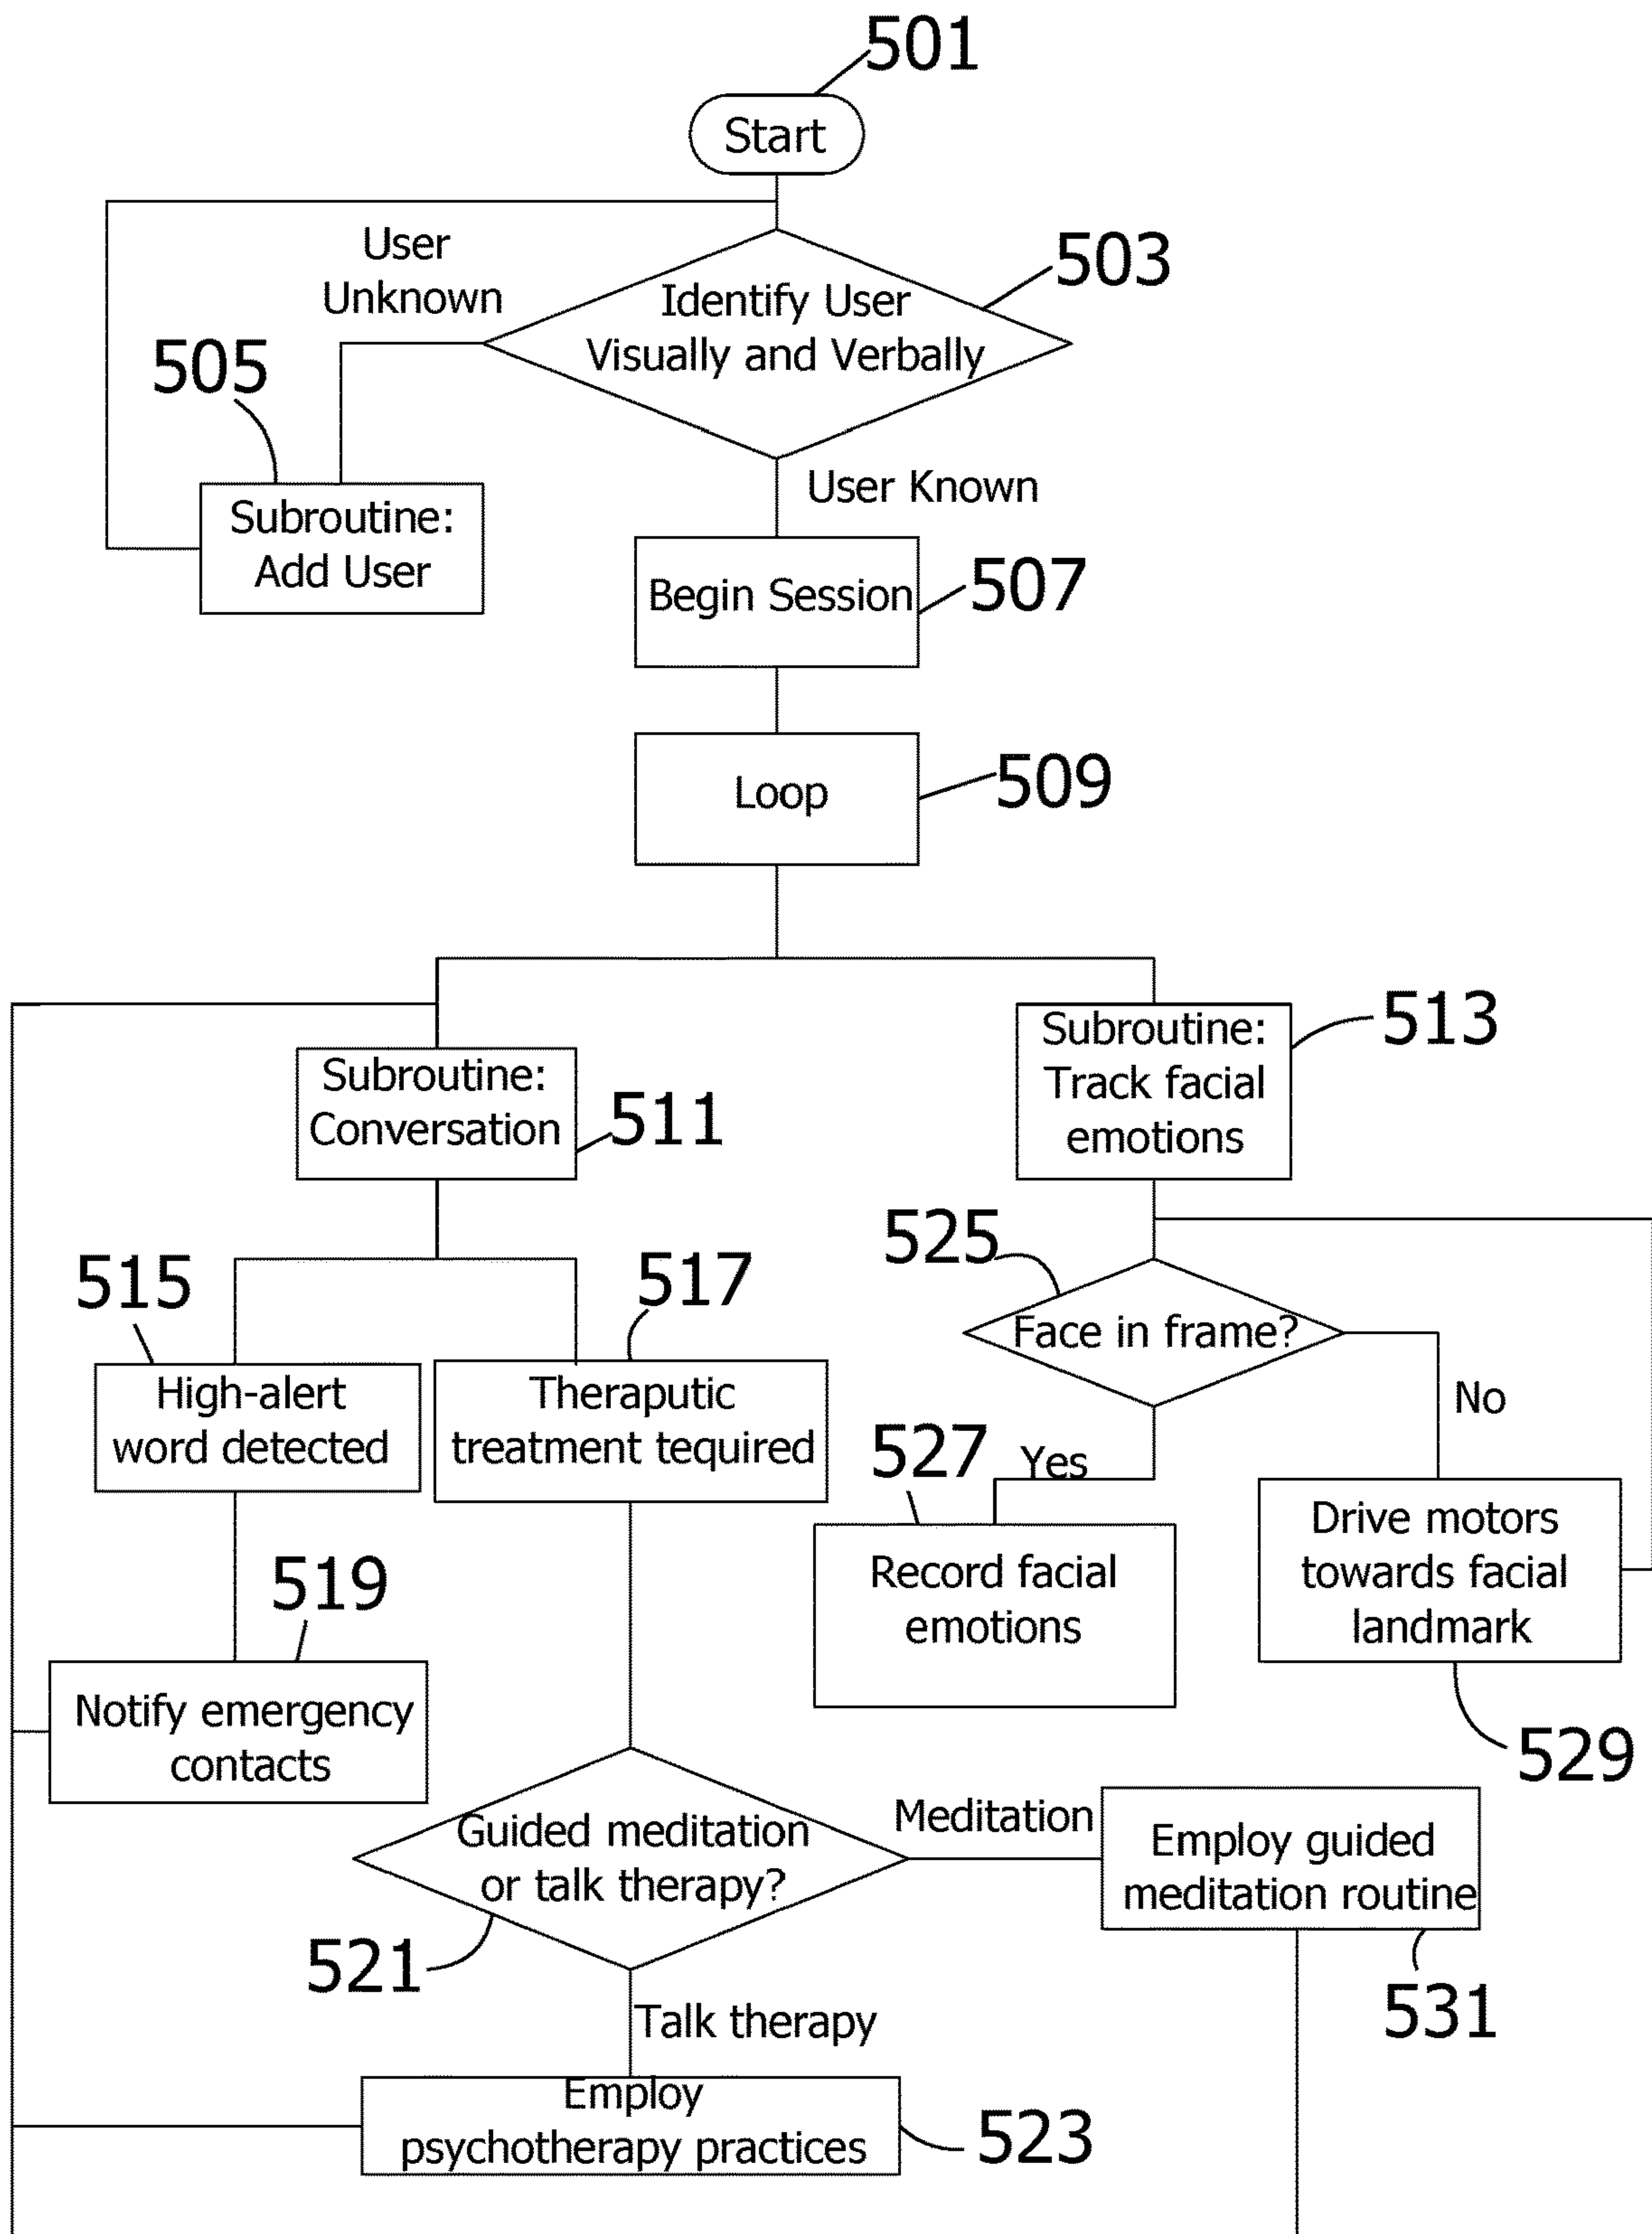 501
Start
User
Unknown
503
Identify User
Visually and Verbally
505
Subroutine:
Add User
User Known
Begin Session
507
Loop
509
Subroutine:
Conversation
511
Subroutine:
Track facial
emotions
513
515
High-alert
word detected
517
Theraputic
treatment tequired
525
Face in frame?
No
527
Yes
Record facial
emotions
Drive motors
towards facial
landmark
529
519
Notify emergency
contacts
Guided meditation
or talk therapy?
521
Meditation
Employ guided
meditation routine
531
Talk therapy
Employ
psychotherapy practices
523